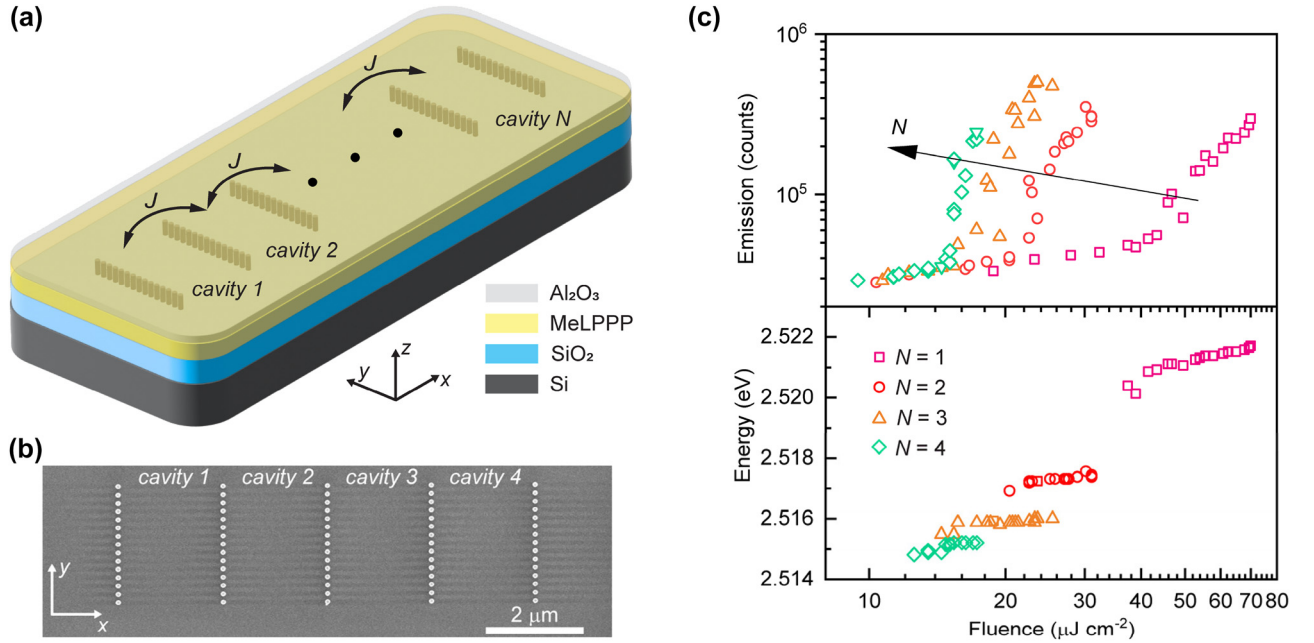 (a)
J
cavity N
J
J
cavity 2
cavity 1
Al₂O₃
MeLPPP
SiO₂
Si
z
y
x
(b)
cavity 1 cavity 2 cavity 3 cavity 4
y
x
2 μm
(c)
10⁶
Emission (counts)
N
10⁵
2.522
Energy (eV)
2.520
2.518
2.516
2.514
N = 1
N = 2
N = 3
N = 4
10 20 30 40 50 60 70 80
Fluence (μJ cm⁻²)